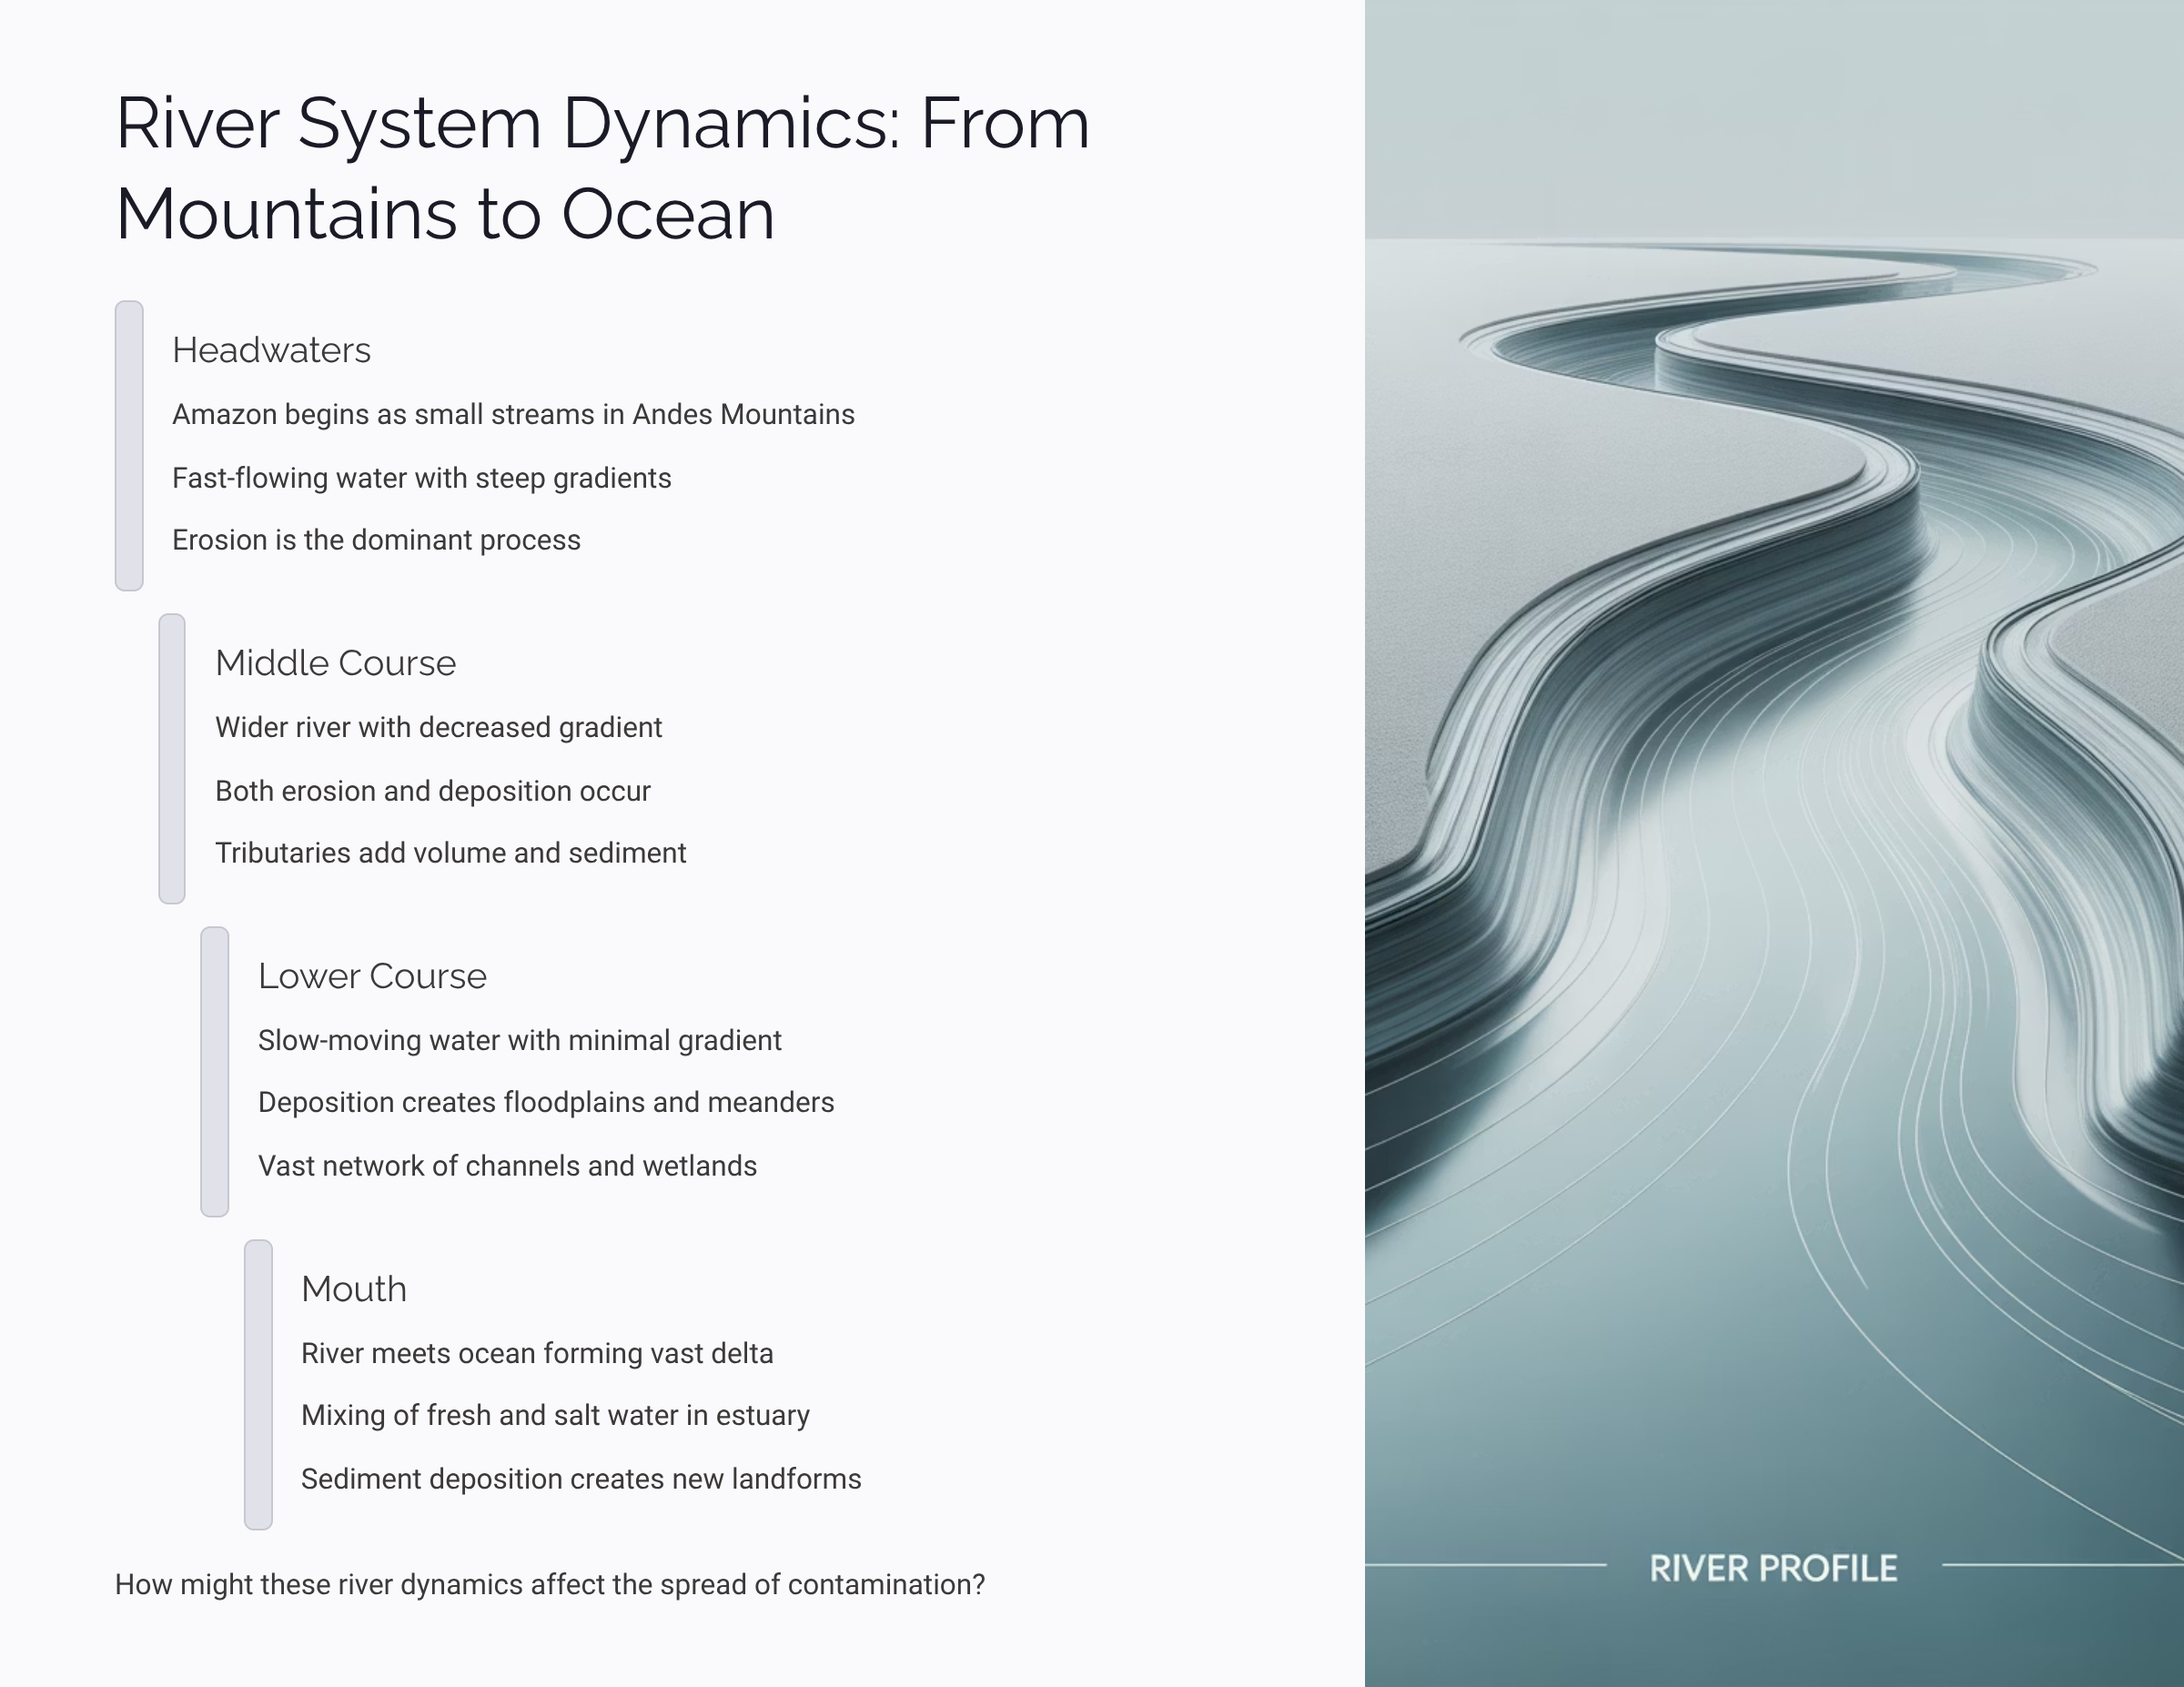 River System Dynamics: From
Mountains to Ocean
Headwaters
Amazon begins as small streams in Andes Mountains
Fast-flowing water with steep gradients
Erosion is the dominant process
Middle Course
Wider river with decreased gradient
Both erosion and deposition occur
Tributaries add volume and sediment
Lower Course
Slow-moving water with minimal gradient
Deposition creates floodplains and meanders
Vast network of channels and wetlands
Mouth
River meets ocean forming vast delta
Mixing of fresh and salt water in estuary
Sediment deposition creates new landforms
How might these river dynamics affect the spread of contamination?
RIVER PROFILE